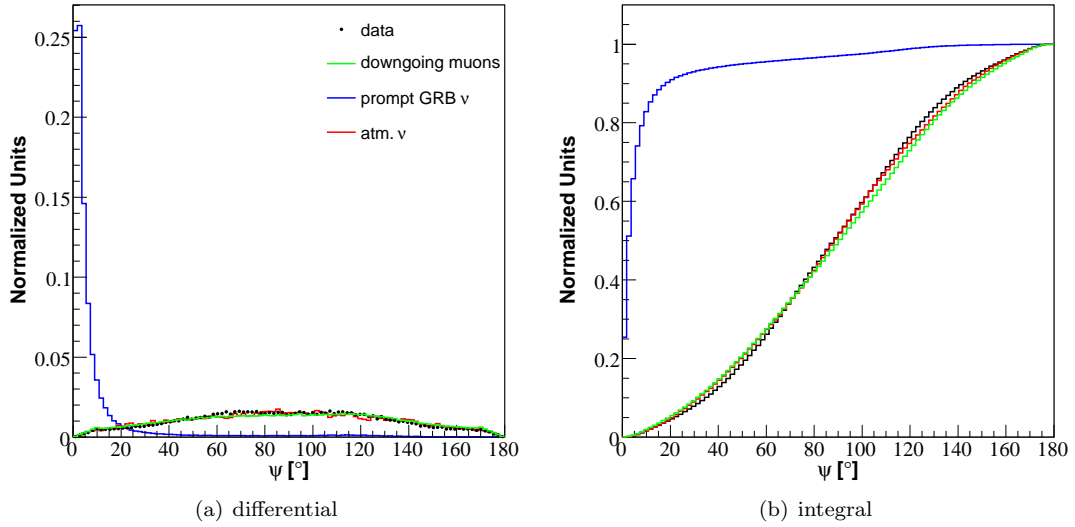 0.25
0.2
0.15
0.1
0.05
0
Normalized Units
data
downgoing muons
prompt GRB ν
atm. ν
0 20 40 60 80 100 120 140 160 180
ψ [°]
(a) differential
1
0.8
0.6
0.4
0.2
0
Normalized Units
0 20 40 60 80 100 120 140 160 180
ψ [°]
(b) integral